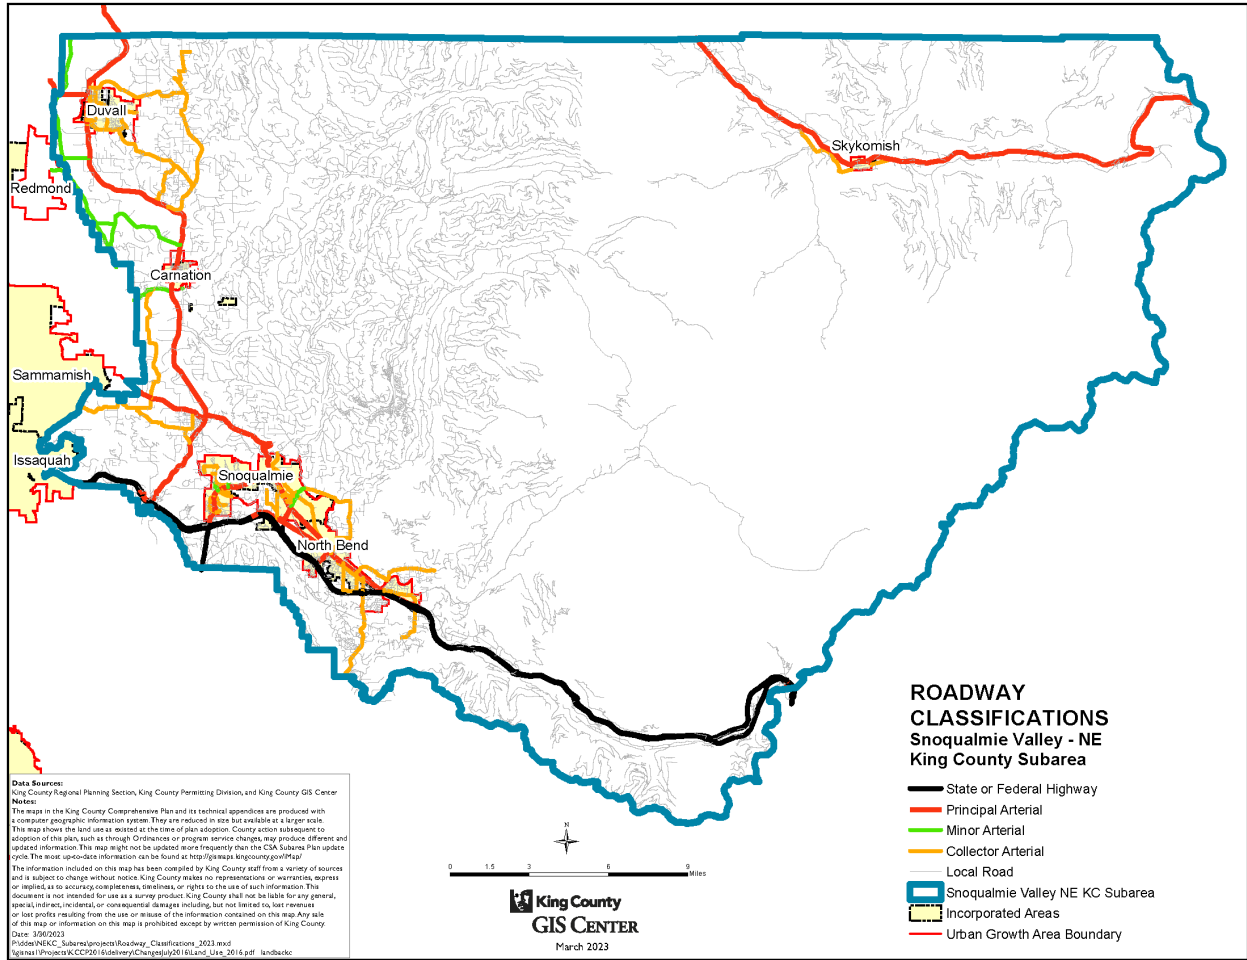 Duvall
Skykomish
Redmond
Carnation
Sammamish
Issaquah
Snoqualmie
North Bend
ROADWAY
CLASSIFICATIONS
Snoqualmie Valley - NE
King County Subarea
State or Federal Highway
Principal Arterial
Minor Arterial
Collector Arterial
Local Road
Snoqualmie Valley NE KC Subarea
Incorporated Areas
Urban Growth Area Boundary
Data Sources:
King County Regional Planning Section, King County Permitting Division, and King County GIS Center
Notes:
The maps in the King County Comprehensive Plan and its technical appendices are produced with
a computer geographic information system. They are reduced in size but available at a larger scale.
This map shows the land use as existed at the time of plan adoption. County action subsequent to
adoption of this plan, such as through Ordinances or program service changes, may produce different and
updated information. This map might not be updated more frequently than the CSA Subarea Plan update
cycle. The most up-to-date information can be found at http://gismaps.kingcounty.gov/iMap/
The information included on this map has been compiled by King County staff from a variety of sources
and is subject to change without notice. King County makes no representations or warranties, express
or implied, as to accuracy, completeness, timeliness, or rights to the use of such information. This
document is not intended for use as a survey product. King County shall not be liable for any general,
special, indirect, incidental, or consequential damages including, but not limited to, lost revenues
or lost profits resulting from the use or misuse of the information contained on this map. Any sale
of this map or information on this map is prohibited except by written permission of King County.
Date: 3/30/2023
P:\ddes\NEKC_Subarea\projects\Roadway_Classifications_2023.mxd
\\gisnas1\Projects\KCCP2016\delivery\ChangesJuly2016\Land_Use_2016.pdf landbakc
0 1.5 3 6 9
Miles
N
King County
GIS CENTER
March 2023